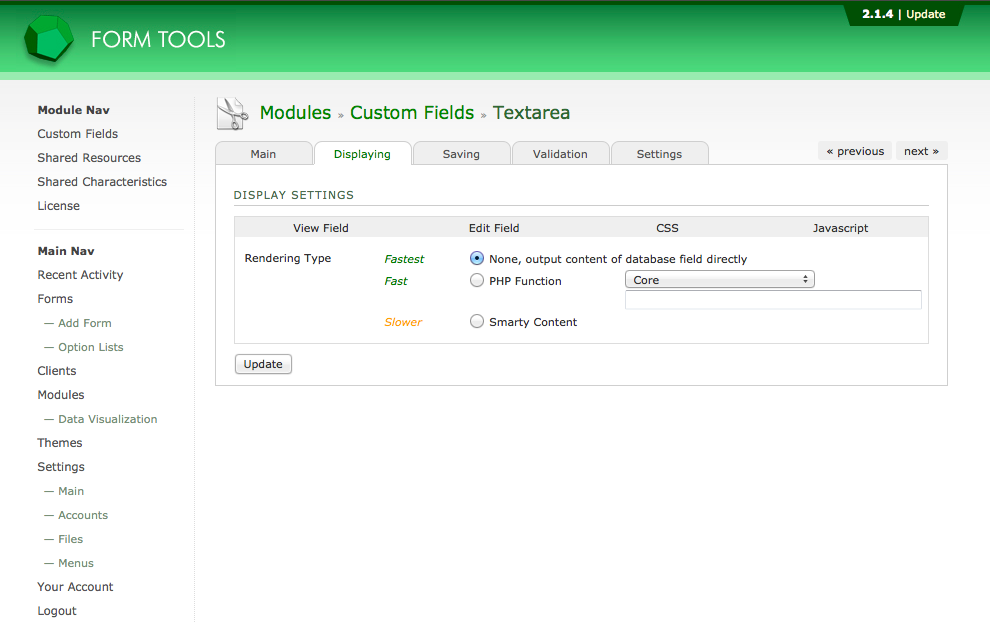 2.1.4 | Update
FORM TOOLS
Module Nav
Custom Fields
Shared Resources
Shared Characteristics
License
Main Nav
Recent Activity
Forms
— Add Form
— Option Lists
Clients
Modules
— Data Visualization
Themes
Settings
— Main
— Accounts
— Files
— Menus
Your Account
Logout
Modules » Custom Fields » Textarea
Main Displaying Saving Validation Settings « previous next »
DISPLAY SETTINGS
View Field Edit Field CSS Javascript
Rendering Type Fastest None, output content of database field directly
Fast PHP Function Core
Slower Smarty Content
Update